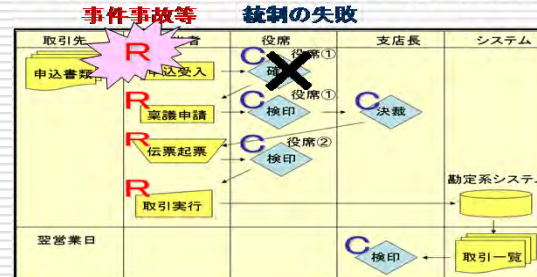 事件事故等 統制の失敗
取引先 者 役席 支店長 システム
R C 役席①
申込書類 申込受入 確
R C 役席① C
稟議申請 検印 決裁
R C 役席②
伝票起票 検印
R 勘定系システム
取引実行
翌営業日 C
検印 取引一覧